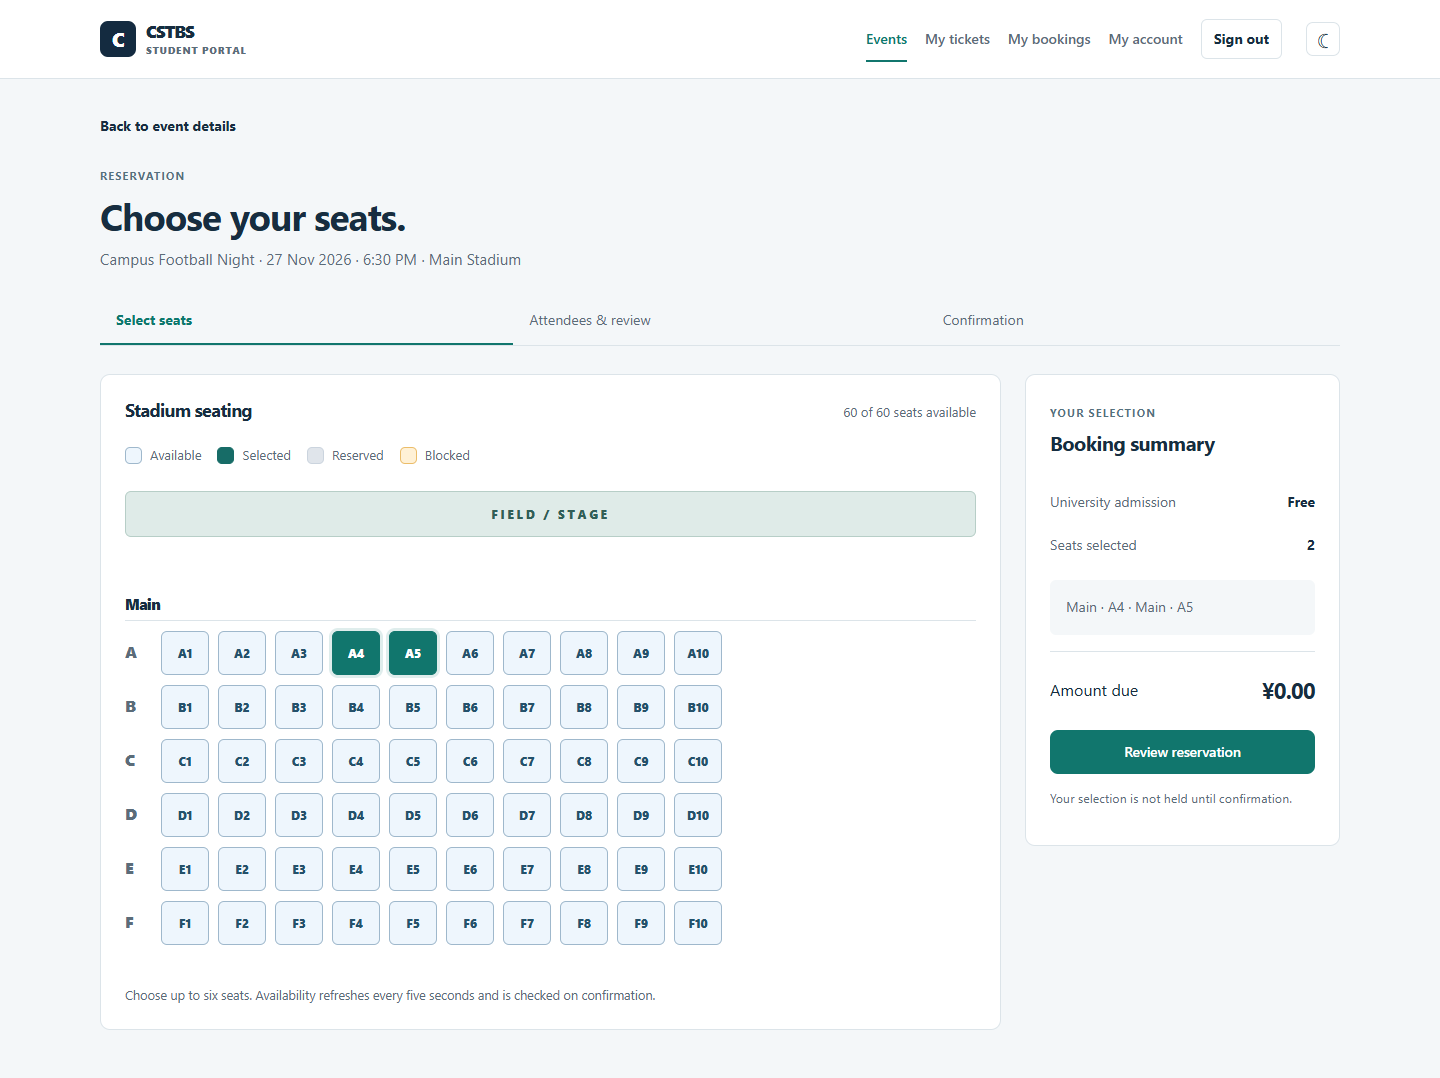 C
CSTBS
STUDENT PORTAL
Events
My tickets
My bookings
My account
Sign out
Back to event details
RESERVATION
Choose your seats.
Campus Football Night · 27 Nov 2026 · 6:30 PM · Main Stadium
Select seats
Attendees & review
Confirmation
Stadium seating
60 of 60 seats available
Available
Selected
Reserved
Blocked
FIELD / STAGE
Main
A A1 A2 A3 A4 A5 A6 A7 A8 A9 A10
B B1 B2 B3 B4 B5 B6 B7 B8 B9 B10
C C1 C2 C3 C4 C5 C6 C7 C8 C9 C10
D D1 D2 D3 D4 D5 D6 D7 D8 D9 D10
E E1 E2 E3 E4 E5 E6 E7 E8 E9 E10
F F1 F2 F3 F4 F5 F6 F7 F8 F9 F10
Choose up to six seats. Availability refreshes every five seconds and is checked on confirmation.
YOUR SELECTION
Booking summary
University admission Free
Seats selected 2
Main · A4 · Main · A5
Amount due ¥0.00
Review reservation
Your selection is not held until confirmation.